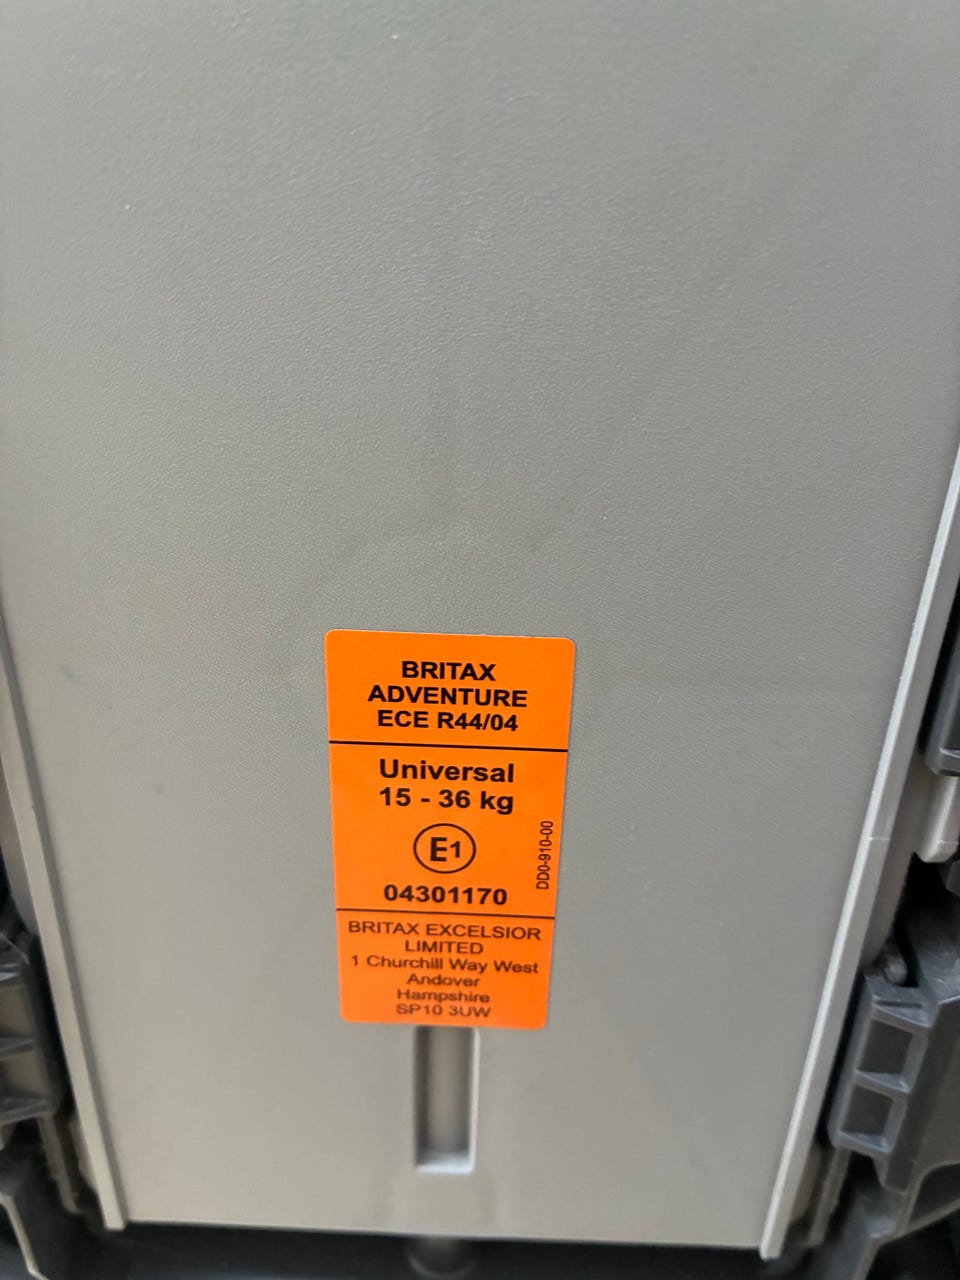 BRITAX
ADVENTURE
ECE R44/04
Universal
15 - 36 kg
E1
04301170
DD0-910-00
BRITAX EXCELSIOR
LIMITED
1 Churchill Way West
Andover
Hampshire
SP10 3UW